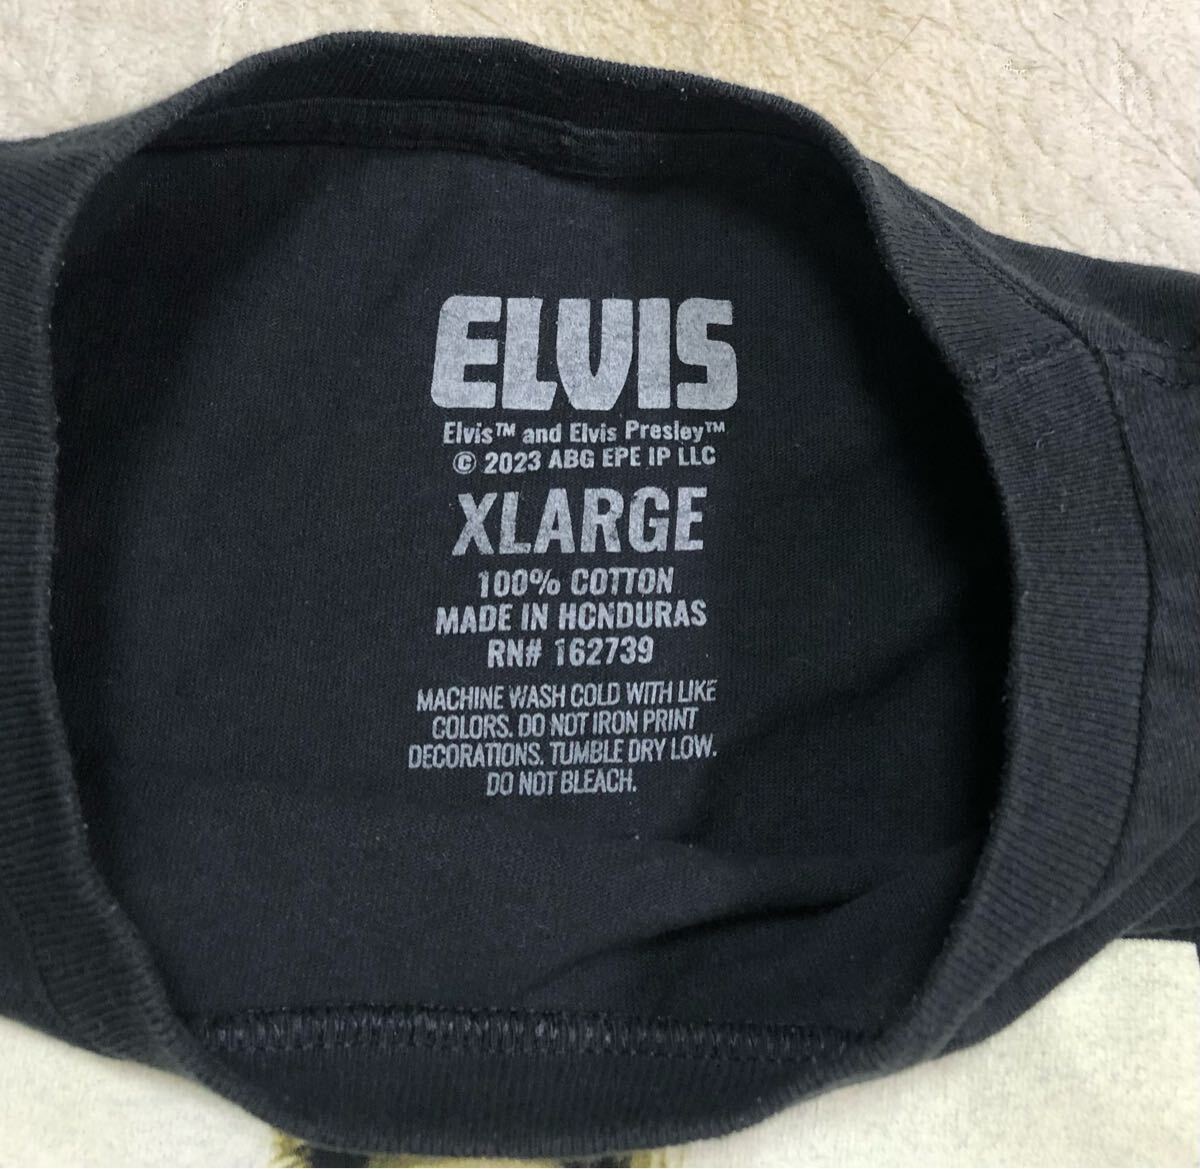 ELVIS
Elvis™ and Elvis Presley™
© 2023 ABG EPE IP LLC
XLARGE
100% COTTON
MADE IN HONDURAS
RN# 162739
MACHINE WASH COLD WITH LIKE
COLORS. DO NOT IRON PRINT
DECORATIONS. TUMBLE DRY LOW.
DO NOT BLEACH.